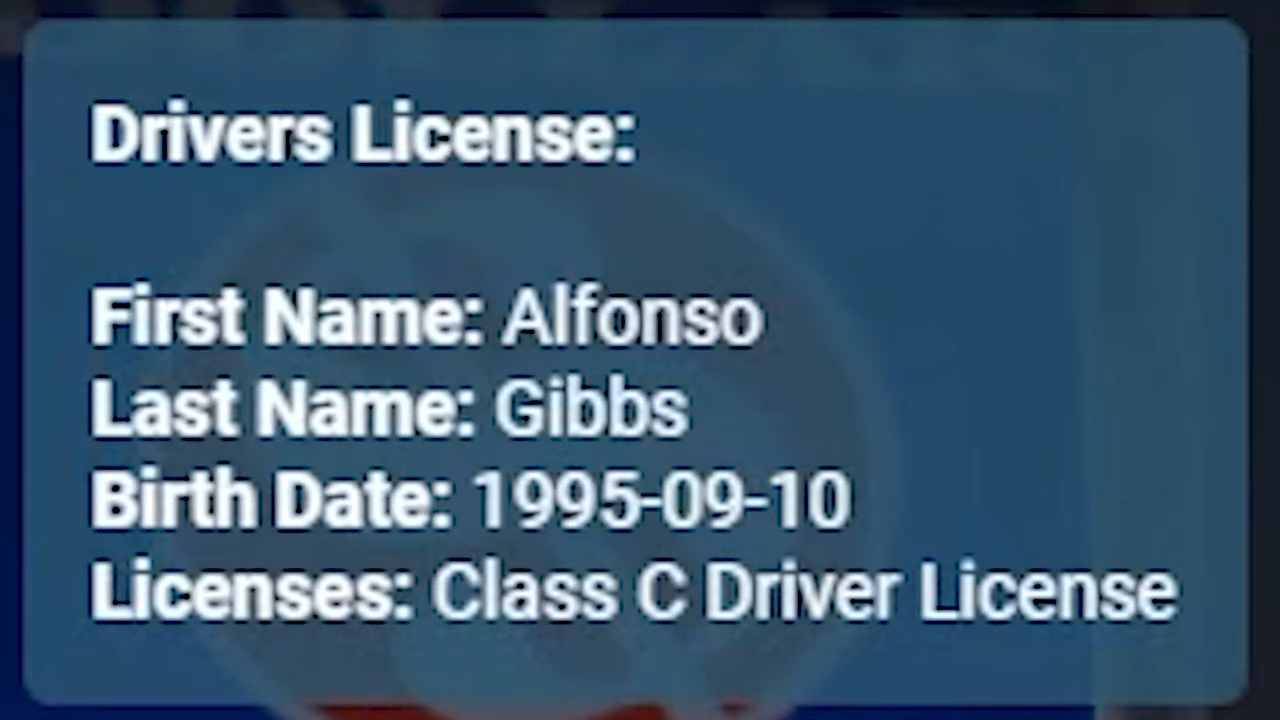 Drivers License:
First Name: Alfonso
Last Name: Gibbs
Birth Date: 1995-09-10
Licenses: Class C Driver License